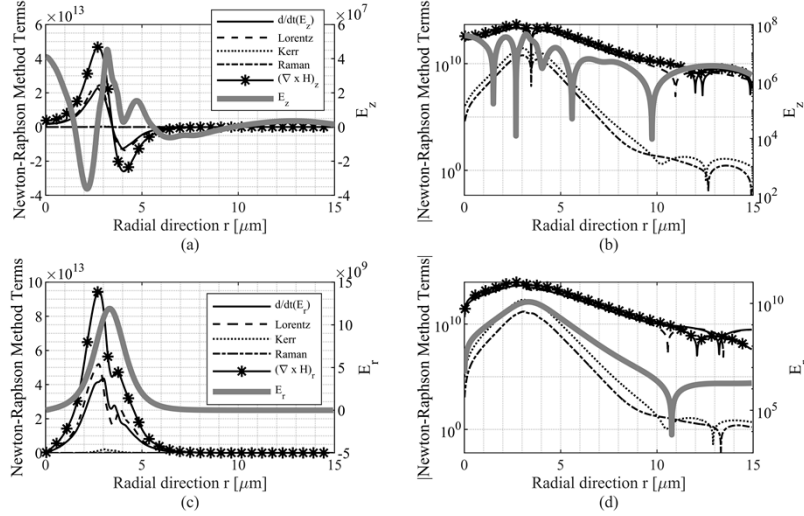 ×10^13
×10^7
Newton-Raphson Method Terms
6
4
2
0
-2
-4
d/dt(E_z)
Lorentz
Kerr
Raman
(∇ x H)_z
E_z
6
4
2
0
-2
-4
E_z
0
5
10
15
Radial direction r [μm]
(a)
|Newton-Raphson Method Terms|
10^10
10^5
10^0
10^8
10^6
10^4
10^2
E_z
0
5
10
15
Radial direction r [μm]
(b)
×10^13
×10^9
Newton-Raphson Method Terms
10
8
6
4
2
0
d/dt(E_r)
Lorentz
Kerr
Raman
(∇ x H)_r
E_r
15
10
5
0
-5
E_r
0
5
10
15
Radial direction r [μm]
(c)
|Newton-Raphson Method Terms|
10^10
10^5
10^0
10^10
10^5
E_r
0
5
10
15
Radial direction r [μm]
(d)